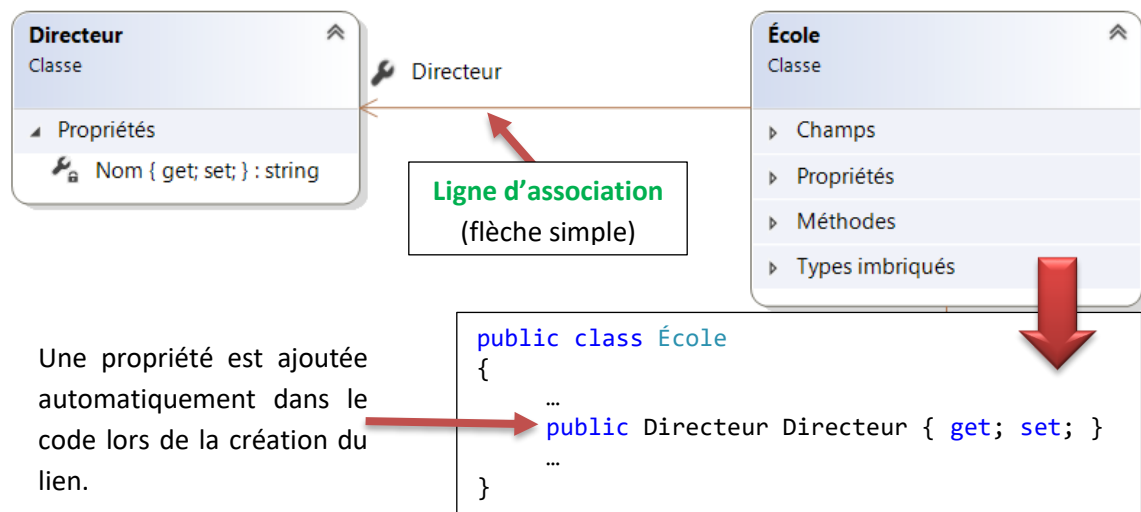 Directeur
Classe
Propriétés
Nom { get; set; } : string
Directeur
École
Classe
Champs
Propriétés
Méthodes
Types imbriqués
Ligne d’association
(flèche simple)
Une propriété est ajoutée
automatiquement dans le
code lors de la création du
lien.
public class École
{
…
public Directeur Directeur { get; set; }
…
}